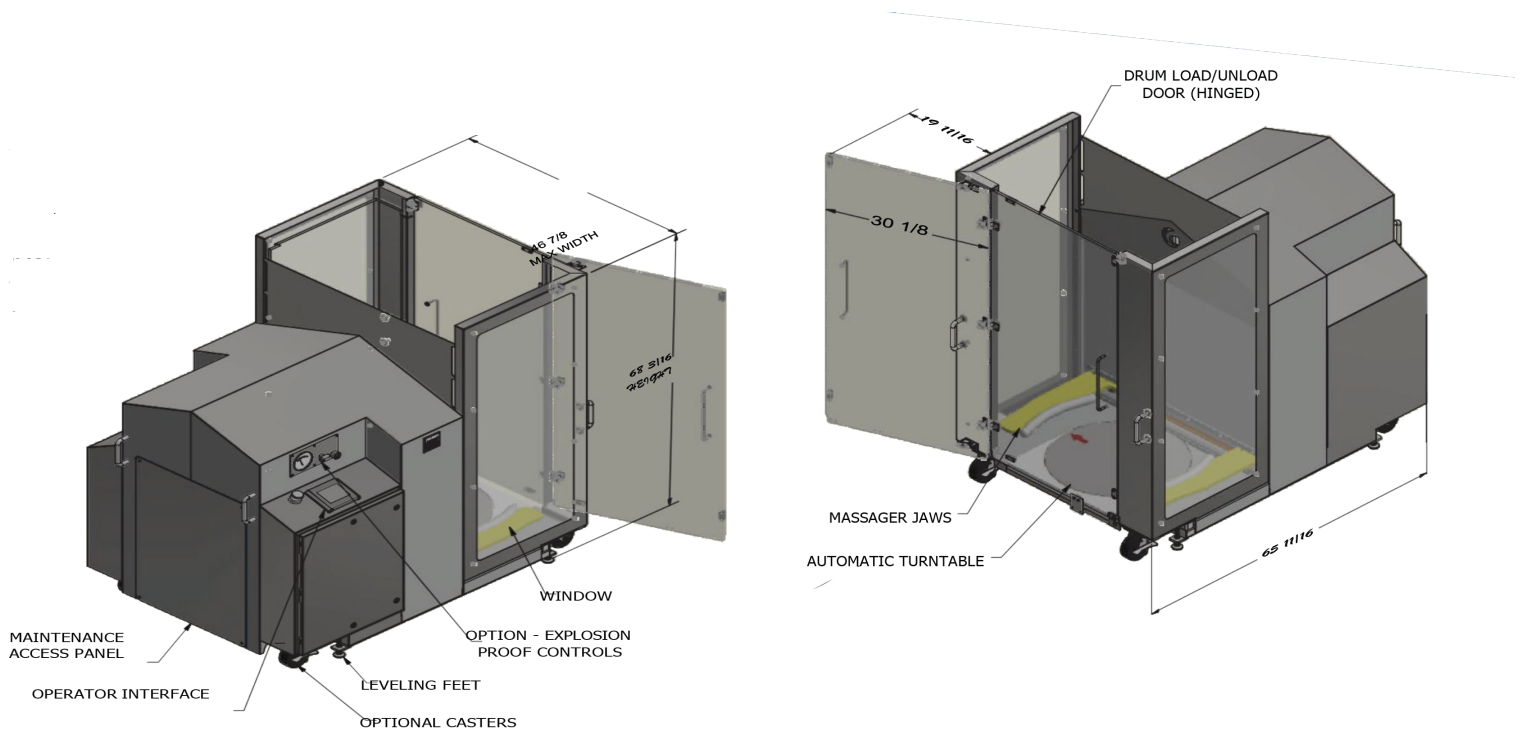 46 7/8
MAX WIDTH
68 3/16
HEIGHT
WINDOW
OPTION - EXPLOSION
PROOF CONTROLS
MAINTENANCE
ACCESS PANEL
OPERATOR INTERFACE
LEVELING FEET
OPTIONAL CASTERS
DRUM LOAD/UNLOAD
DOOR (HINGED)
19 11/16
30 1/8
MASSAGER JAWS
AUTOMATIC TURNTABLE
65 11/16